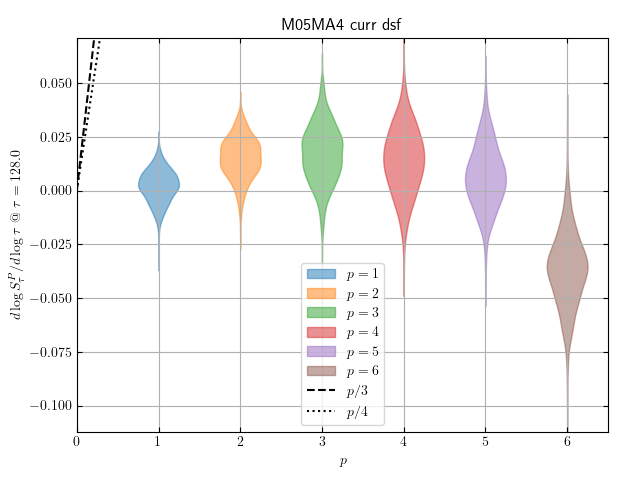 M05MA4 curr dsf
d log S_τ^P / d log τ @ τ = 128.0
0.050
0.025
0.000
−0.025
−0.050
−0.075
−0.100
p = 1
p = 2
p = 3
p = 4
p = 5
p = 6
p/3
p/4
0 1 2 3 4 5 6
p